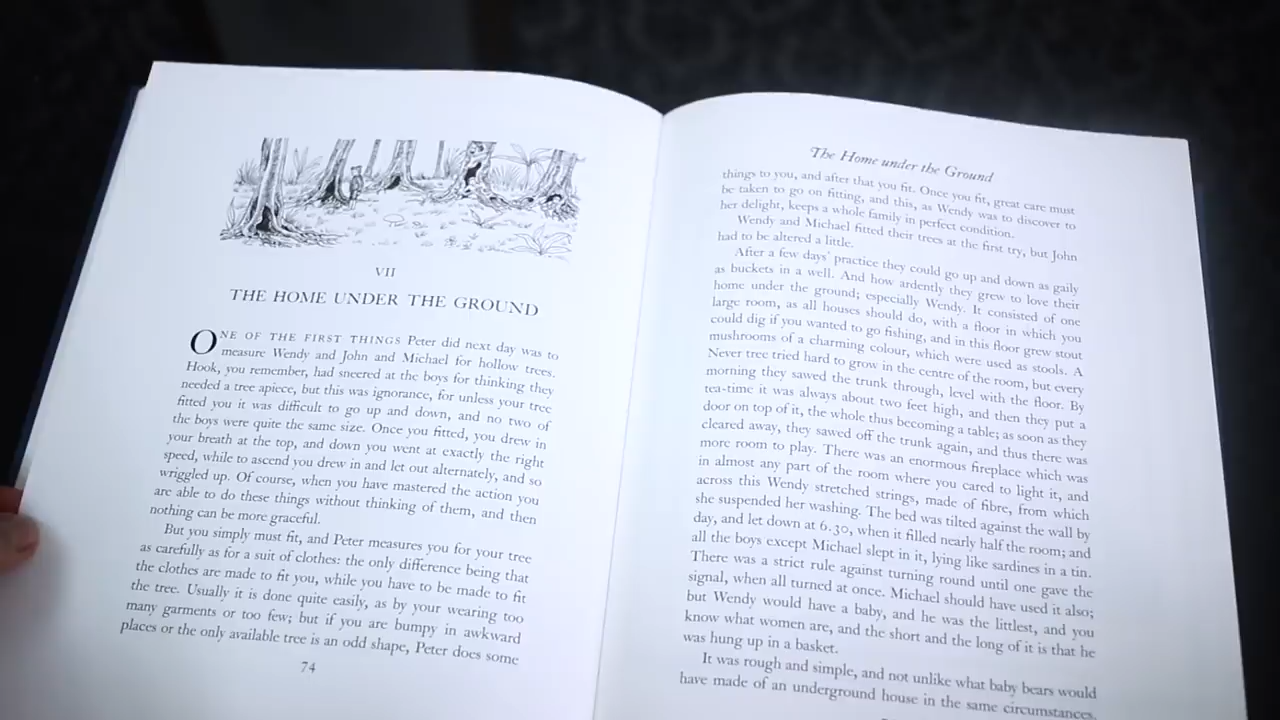 VII
THE HOME UNDER THE GROUND
ONE OF THE FIRST THINGS Peter did next day was to
measure Wendy and John and Michael for hollow trees.
Hook, you remember, had sneered at the boys for thinking they
needed a tree apiece, but this was ignorance, for unless your tree
fitted you it was difficult to go up and down, and no two of
the boys were quite the same size. Once you fitted, you drew in
your breath at the top, and down you went at exactly the right
speed, while to ascend you drew in and let out alternately, and so
wriggled up. Of course, when you have mastered the action you
are able to do these things without thinking of them, and then
nothing can be more graceful.
But you simply must fit, and Peter measures you for your tree
as carefully as for a suit of clothes: the only difference being that
the clothes are made to fit you, while you have to be made to fit
the tree. Usually it is done quite easily, as by your wearing too
many garments or too few; but if you are bumpy in awkward
places or the only available tree is an odd shape, Peter does some
74
The Home under the Ground
things to you, and after that you fit. Once you fit, great care must
be taken to go on fitting, and this, as Wendy was to discover to
her delight, keeps a whole family in perfect condition.
Wendy and Michael fitted their trees at the first try, but John
had to be altered a little.
After a few days' practice they could go up and down as gaily
as buckets in a well. And how ardently they grew to love their
home under the ground; especially Wendy. It consisted of one
large room, as all houses should do, with a floor in which you
could dig if you wanted to go fishing, and in this floor grew stout
mushrooms of a charming colour, which were used as stools. A
Never tree tried hard to grow in the centre of the room, but every
morning they sawed the trunk through, level with the floor. By
tea-time it was always about two feet high, and then they put a
door on top of it, the whole thus becoming a table; as soon as they
cleared away, they sawed off the trunk again, and thus there was
more room to play. There was an enormous fireplace which was
in almost any part of the room where you cared to light it, and
across this Wendy stretched strings, made of fibre, from which
she suspended her washing. The bed was tilted against the wall by
day, and let down at 6.30, when it filled nearly half the room; and
all the boys except Michael slept in it, lying like sardines in a tin.
There was a strict rule against turning round until one gave the
signal, when all turned at once. Michael should have used it also;
but Wendy would have a baby, and he was the littlest, and you
know what women are, and the short and the long of it is that he
was hung up in a basket.
It was rough and simple, and not unlike what baby bears would
have made of an underground house in the same circumstances.